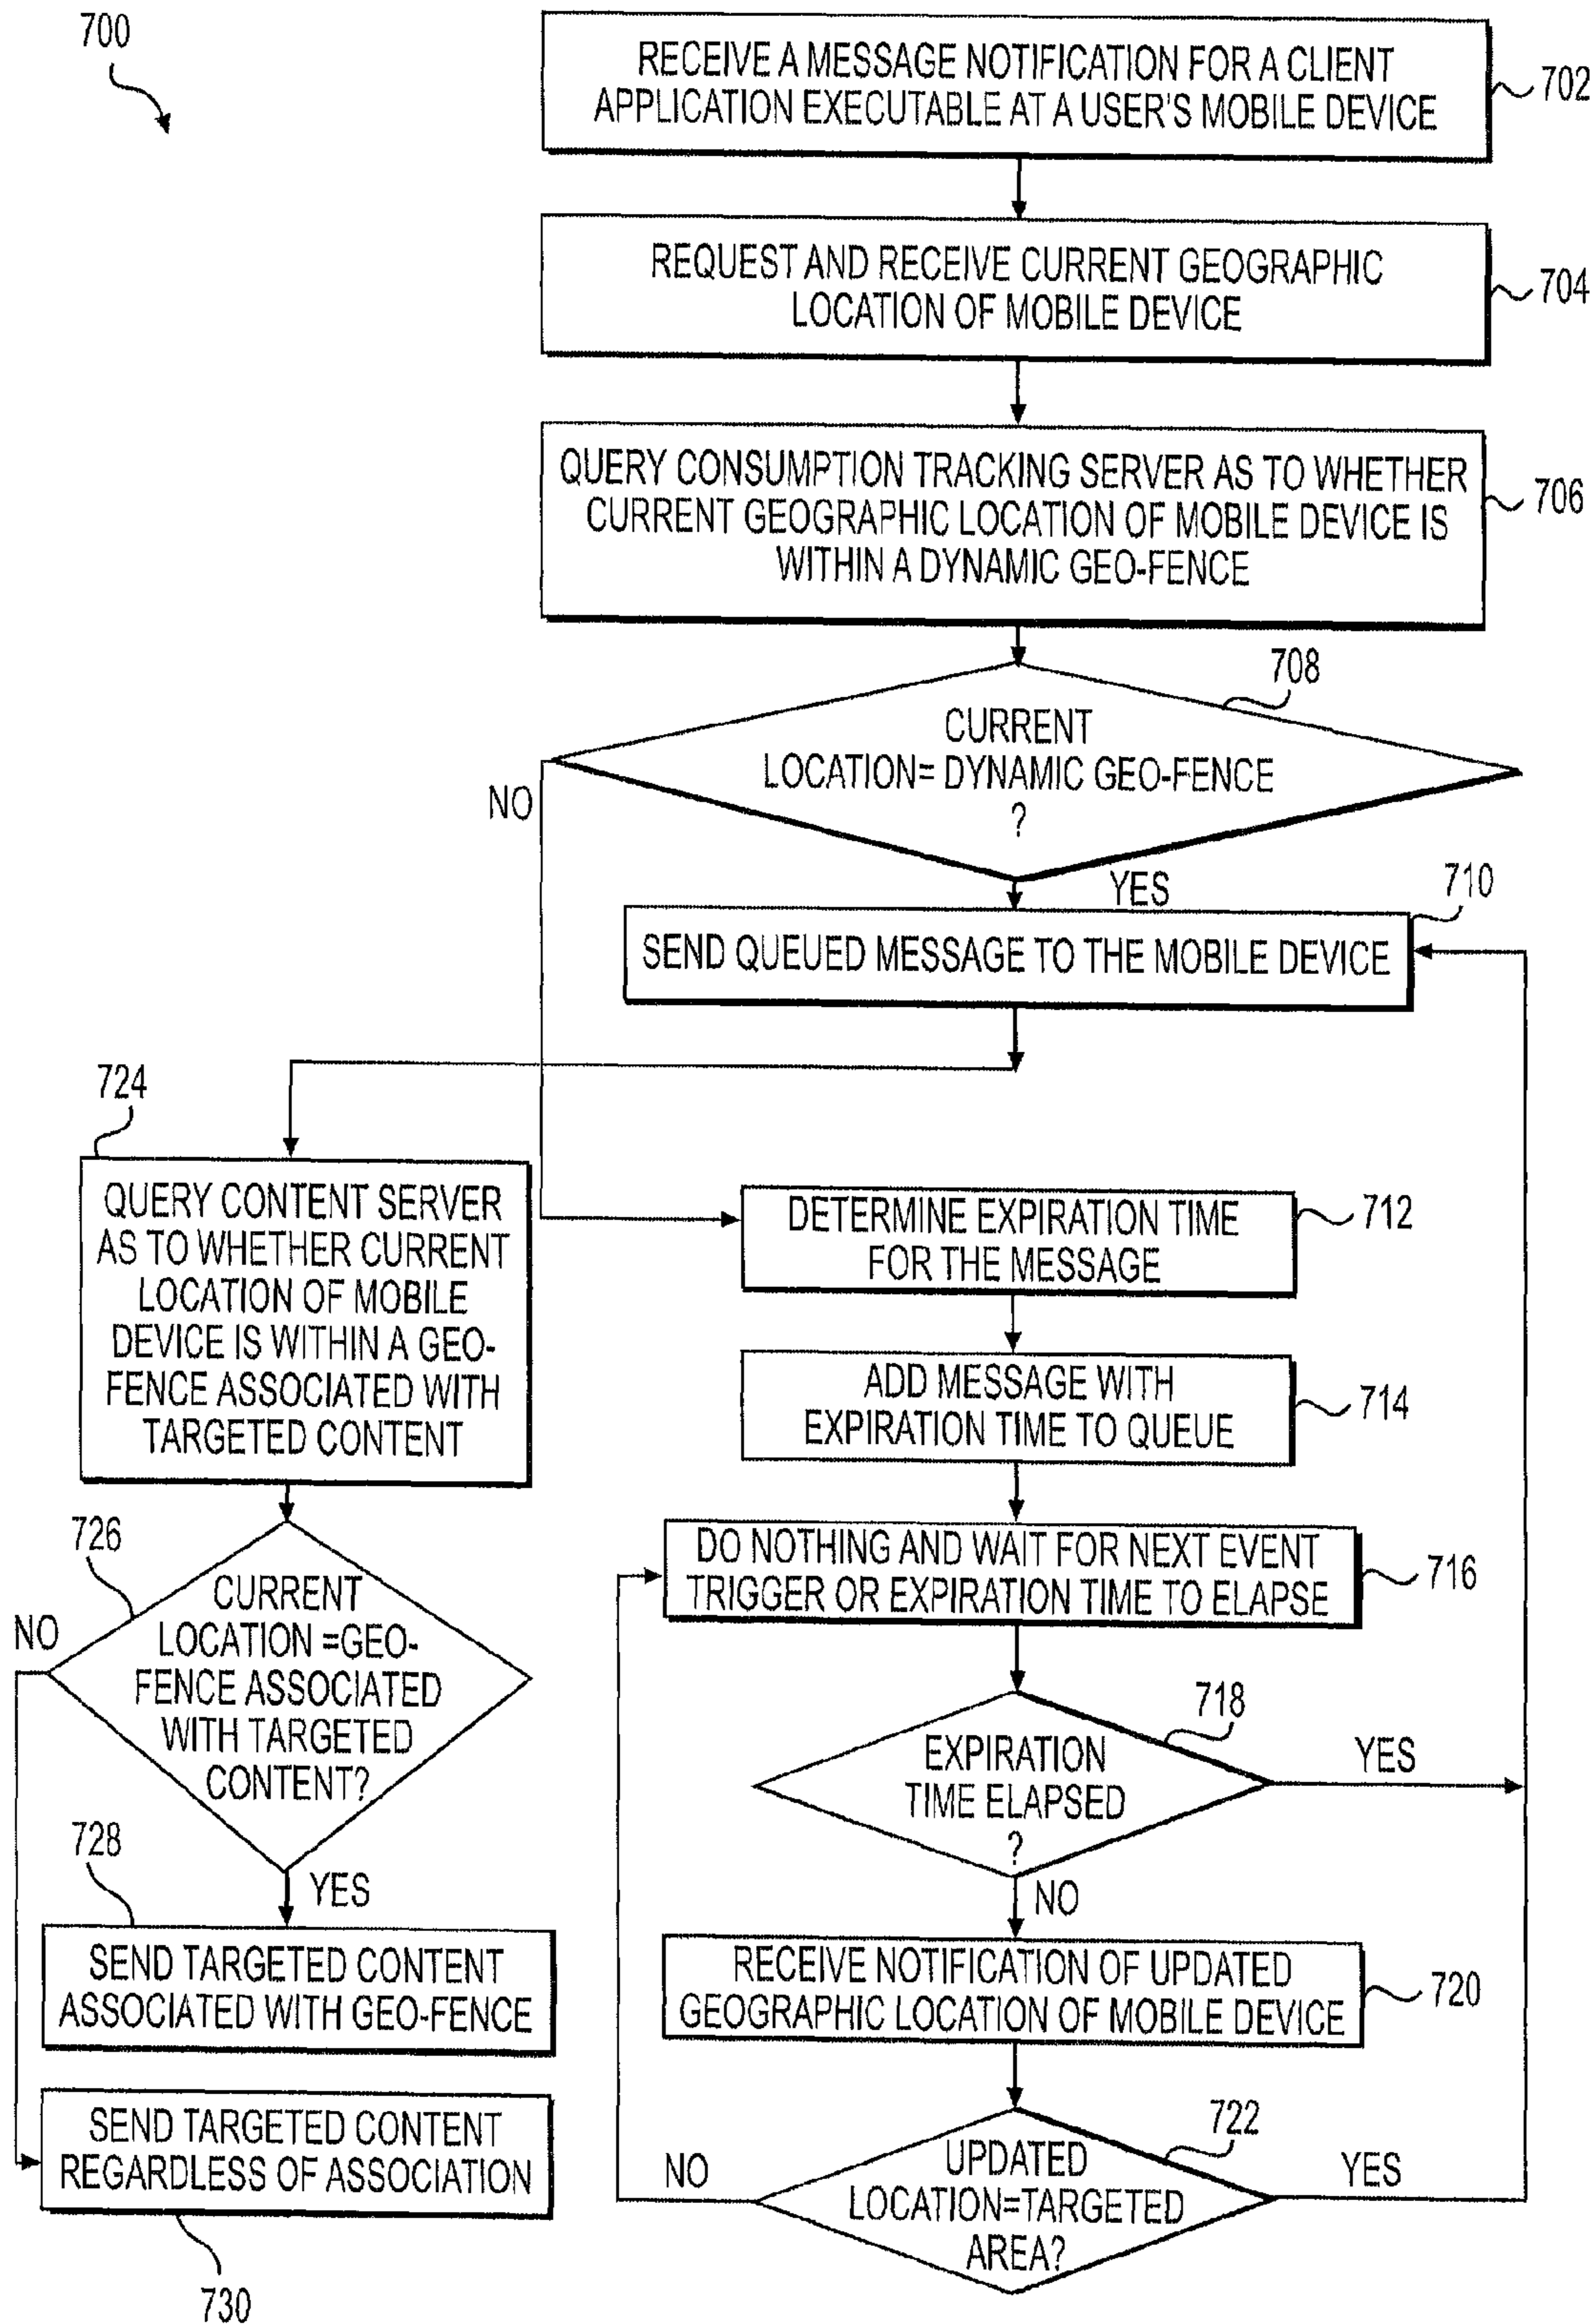 700
RECEIVE A MESSAGE NOTIFICATION FOR A CLIENT
APPLICATION EXECUTABLE AT A USER'S MOBILE DEVICE
702
REQUEST AND RECEIVE CURRENT GEOGRAPHIC
LOCATION OF MOBILE DEVICE
704
QUERY CONSUMPTION TRACKING SERVER AS TO WHETHER
CURRENT GEOGRAPHIC LOCATION OF MOBILE DEVICE IS
WITHIN A DYNAMIC GEO-FENCE
706
708
CURRENT
LOCATION= DYNAMIC GEO-FENCE
?
NO
YES
710
SEND QUEUED MESSAGE TO THE MOBILE DEVICE
724
QUERY CONTENT SERVER
AS TO WHETHER CURRENT
LOCATION OF MOBILE
DEVICE IS WITHIN A GEO-
FENCE ASSOCIATED WITH
TARGETED CONTENT
DETERMINE EXPIRATION TIME
FOR THE MESSAGE
712
ADD MESSAGE WITH
EXPIRATION TIME TO QUEUE
714
DO NOTHING AND WAIT FOR NEXT EVENT
TRIGGER OR EXPIRATION TIME TO ELAPSE
716
726
CURRENT
LOCATION =GEO-
FENCE ASSOCIATED
WITH TARGETED
CONTENT?
NO
YES
718
EXPIRATION
TIME ELAPSED
?
YES
NO
728
SEND TARGETED CONTENT
ASSOCIATED WITH GEO-FENCE
RECEIVE NOTIFICATION OF UPDATED
GEOGRAPHIC LOCATION OF MOBILE DEVICE
720
SEND TARGETED CONTENT
REGARDLESS OF ASSOCIATION
730
722
UPDATED
LOCATION=TARGETED
AREA?
NO
YES